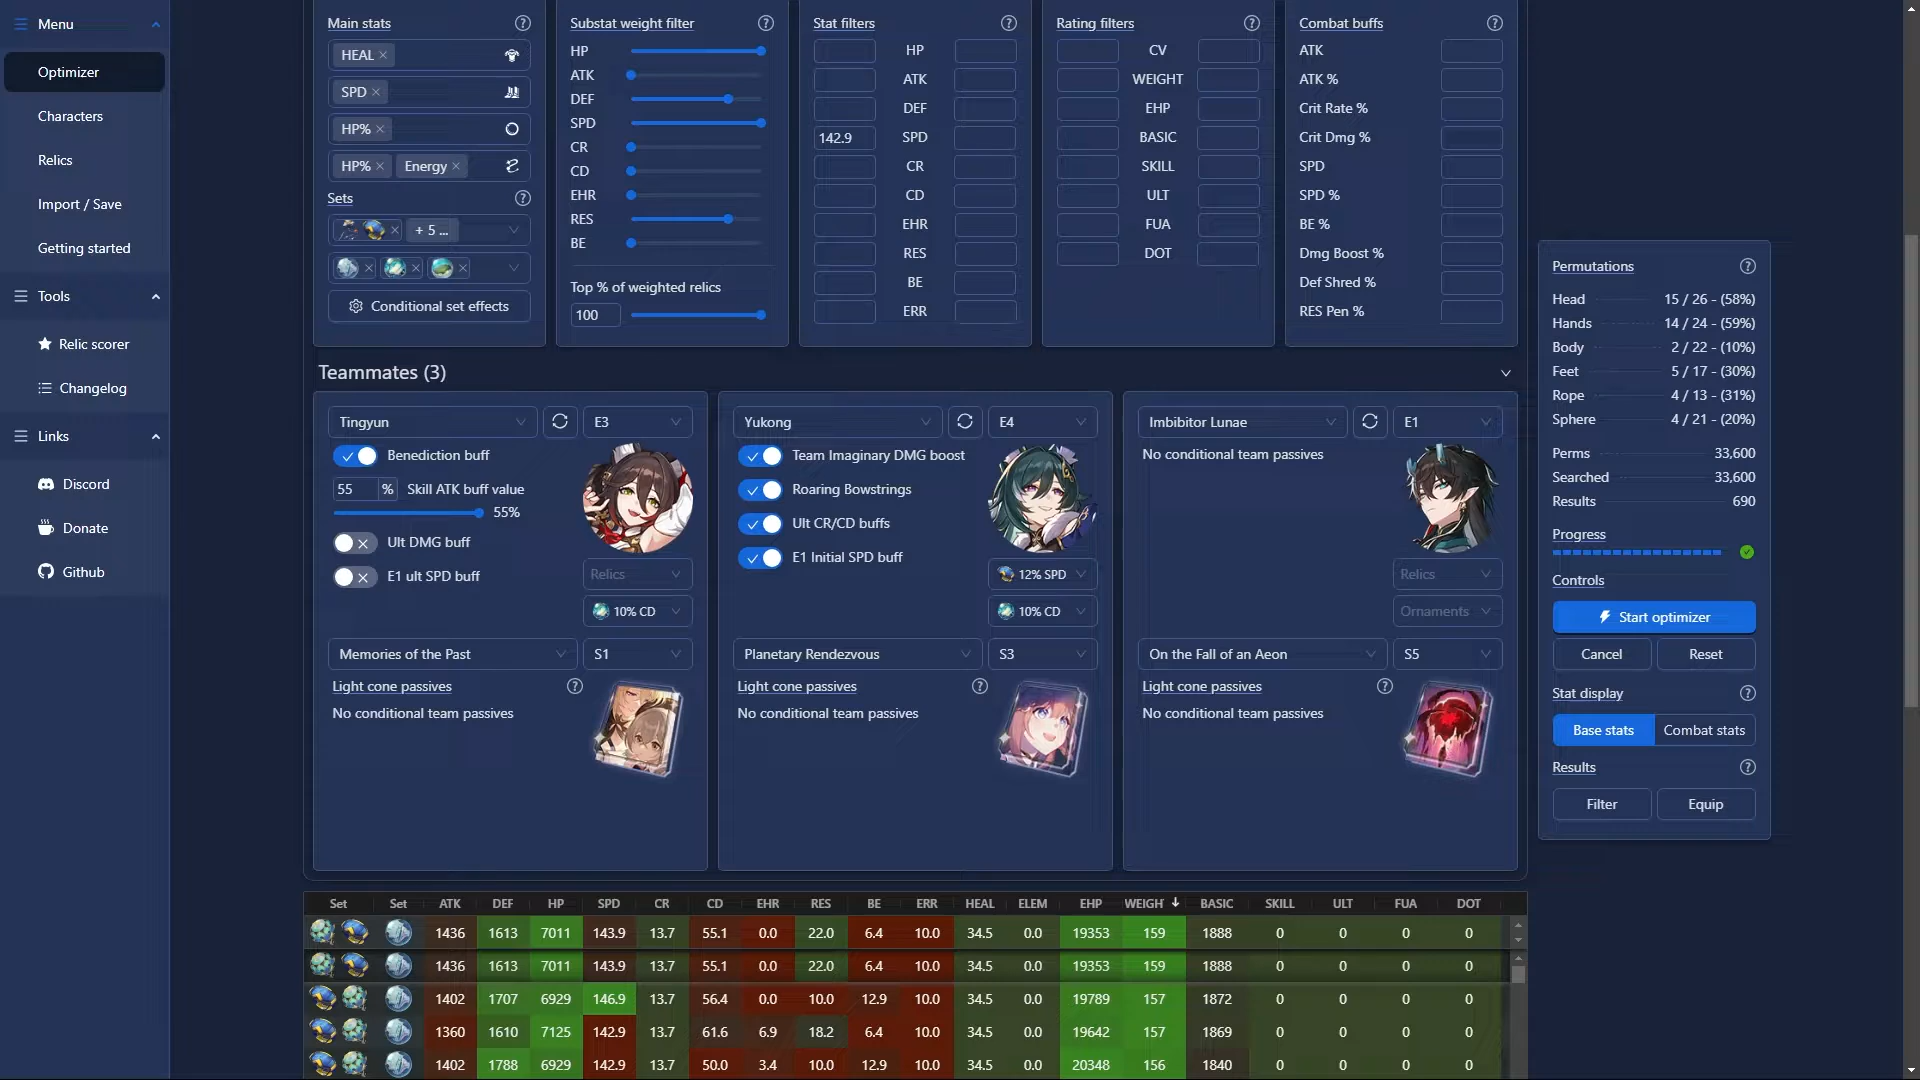 Menu
Optimizer
Characters
Relics
Import / Save
Getting started
Tools
Relic scorer
Changelog
Links
Discord
Donate
Github
Main stats
HEAL
SPD
HP%
HP% Energy
Sets
+ 5 ...
Conditional set effects
Substat weight filter
HP
ATK
DEF
SPD
CR
CD
EHR
RES
BE
Top % of weighted relics
100
Stat filters
HP
ATK
DEF
142.9 SPD
CR
CD
EHR
RES
BE
ERR
Rating filters
CV
WEIGHT
EHP
BASIC
SKILL
ULT
FUA
DOT
Combat buffs
ATK
ATK %
Crit Rate %
Crit Dmg %
SPD
SPD %
BE %
Dmg Boost %
Def Shred %
RES Pen %
Teammates (3)
Tingyun E3
Benediction buff
55 % Skill ATK buff value
55%
Ult DMG buff
E1 ult SPD buff
Relics
10% CD
Memories of the Past S1
Light cone passives
No conditional team passives
Yukong E4
Team Imaginary DMG boost
Roaring Bowstrings
Ult CR/CD buffs
E1 Initial SPD buff
12% SPD
10% CD
Planetary Rendezvous S3
Light cone passives
No conditional team passives
Imbibitor Lunae E1
No conditional team passives
Relics
Ornaments
On the Fall of an Aeon S5
Light cone passives
No conditional team passives
Permutations
Head 15 / 26 - (58%)
Hands 14 / 24 - (59%)
Body 2 / 22 - (10%)
Feet 5 / 17 - (30%)
Rope 4 / 13 - (31%)
Sphere 4 / 21 - (20%)
Perms 33,600
Searched 33,600
Results 690
Progress
Controls
Start optimizer
Cancel Reset
Stat display
Base stats Combat stats
Results
Filter Equip
Set Set ATK DEF HP SPD CR CD EHR RES BE ERR HEAL ELEM EHP WEIGH BASIC SKILL ULT FUA DOT
1436 1613 7011 143.9 13.7 55.1 0.0 22.0 6.4 10.0 34.5 0.0 19353 159 1888 0 0 0 0
1436 1613 7011 143.9 13.7 55.1 0.0 22.0 6.4 10.0 34.5 0.0 19353 159 1888 0 0 0 0
1402 1707 6929 146.9 13.7 56.4 0.0 10.0 12.9 10.0 34.5 0.0 19789 157 1872 0 0 0 0
1360 1610 7125 142.9 13.7 61.6 6.9 18.2 6.4 10.0 34.5 0.0 19642 157 1869 0 0 0 0
1402 1788 6929 142.9 13.7 50.0 3.4 10.0 12.9 10.0 34.5 0.0 20348 156 1840 0 0 0 0